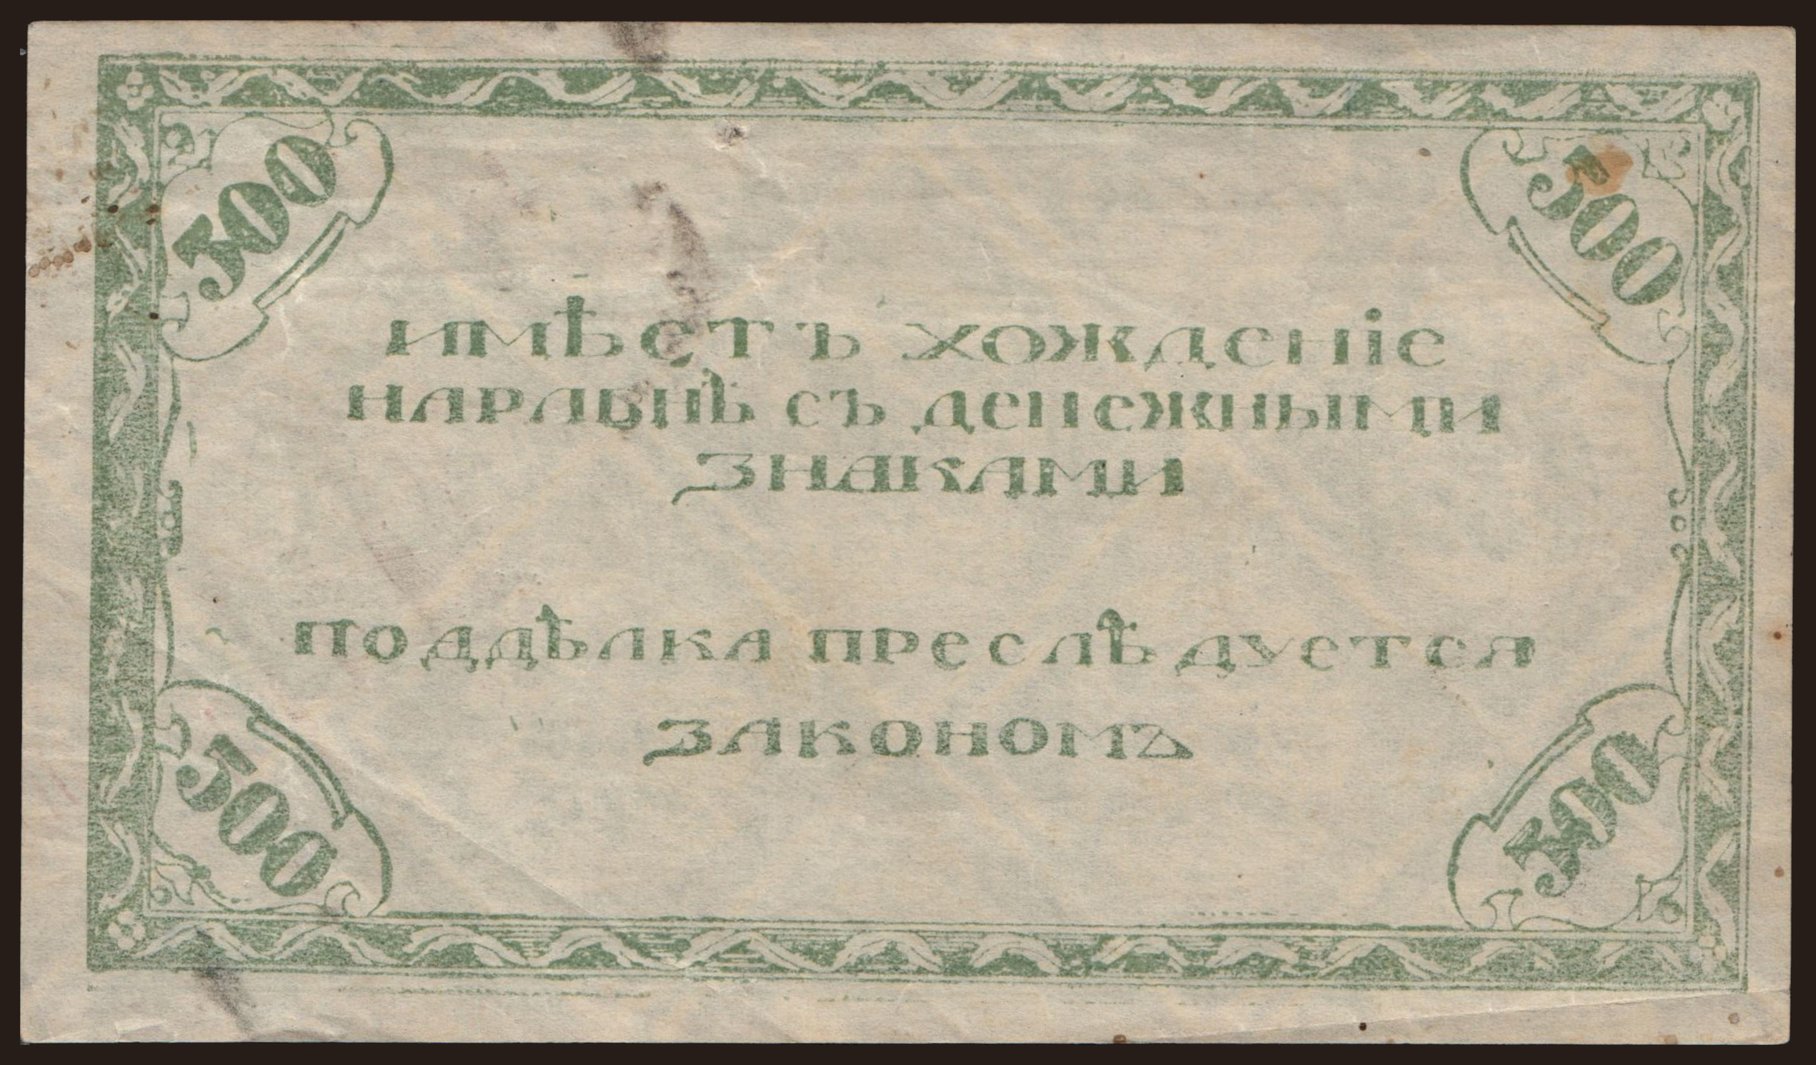 500 500
ИМѢЕТЪ ХОЖДЕНІЕ
НАРАВНѢ СЪ ДЕНЕЖНЫМИ
ЗНАКАМИ
ПОДДѢЛКА ПРЕСЛѢДУЕТСЯ
ЗАКОНОМЪ
500 500